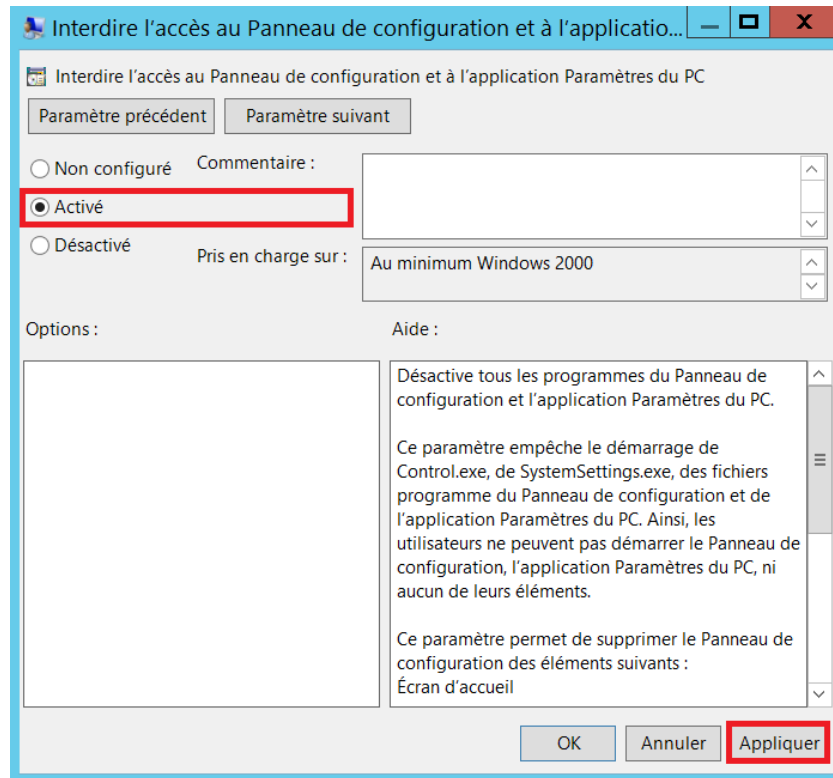 Interdire l'accès au Panneau de configuration et à l'applicatio...
Interdire l'accès au Panneau de configuration et à l'application Paramètres du PC
Paramètre précédent
Paramètre suivant
Non configuré
Commentaire :
Activé
Désactivé
Pris en charge sur :
Au minimum Windows 2000
Options :
Aide :
Désactive tous les programmes du Panneau de
configuration et l'application Paramètres du PC.
Ce paramètre empêche le démarrage de
Control.exe, de SystemSettings.exe, des fichiers
programme du Panneau de configuration et de
l'application Paramètres du PC. Ainsi, les
utilisateurs ne peuvent pas démarrer le Panneau de
configuration, l'application Paramètres du PC, ni
aucun de leurs éléments.
Ce paramètre permet de supprimer le Panneau de
configuration des éléments suivants :
Écran d'accueil
OK
Annuler
Appliquer